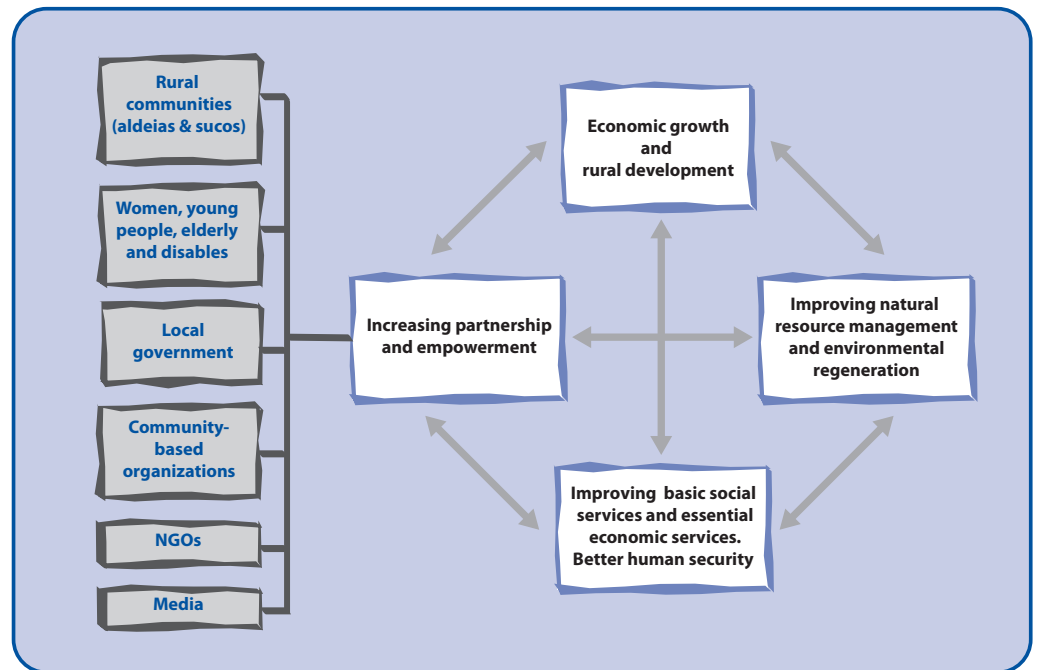 Rural
communities
(aldeias & sucos)
Women, young
people, elderly
and disables
Local
government
Community-
based
organizations
NGOs
Media
Increasing partnership
and empowerment
Economic growth
and
rural development
Improving natural
resource management
and environmental
regeneration
Improving basic social
services and essential
economic services.
Better human security